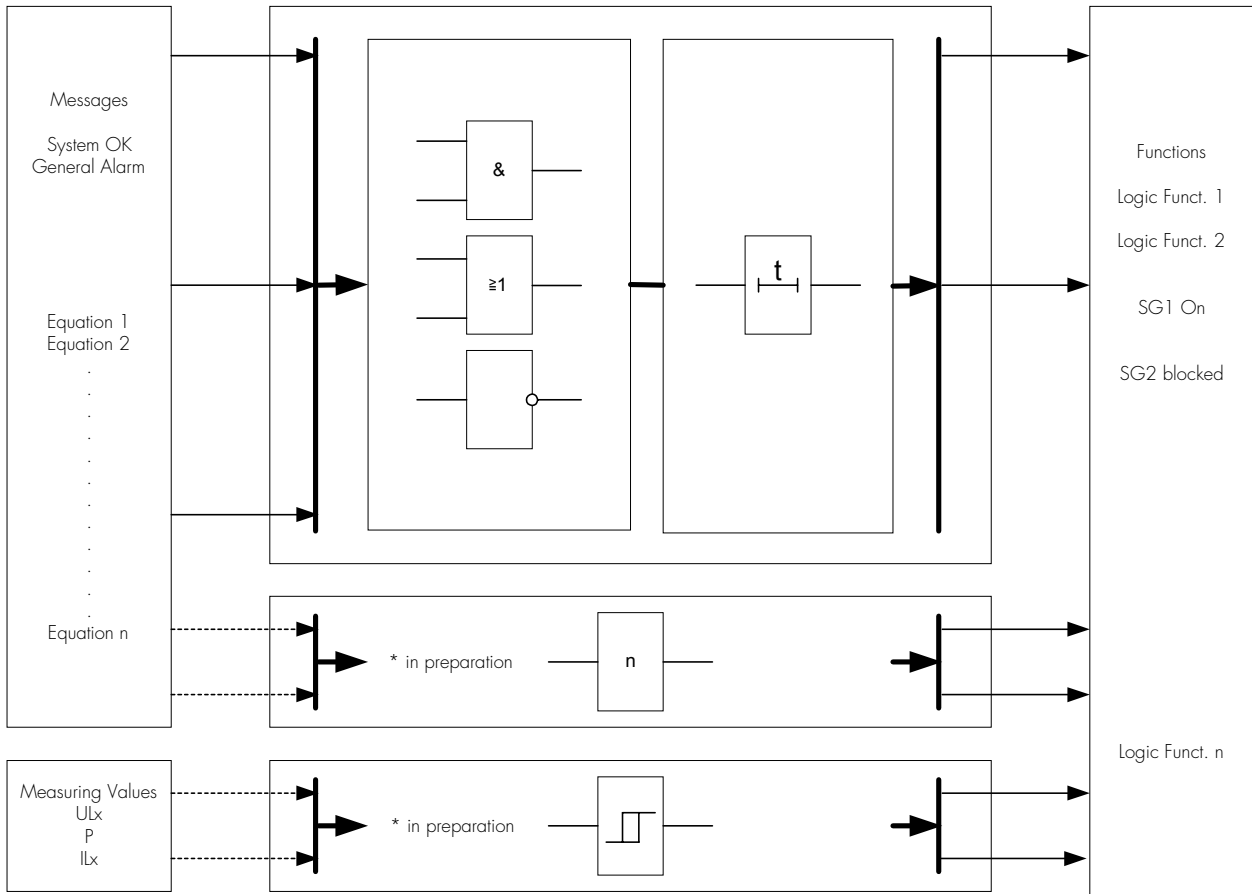 Messages
System OK
General Alarm
Equation 1
Equation 2
.
.
.
.
.
.
.
.
.
.
.
.
Equation n
Measuring Values
ULx
P
ILx
&
≧1
t
* in preparation
n
* in preparation
Functions
Logic Funct. 1
Logic Funct. 2
SG1 On
SG2 blocked
Logic Funct. n